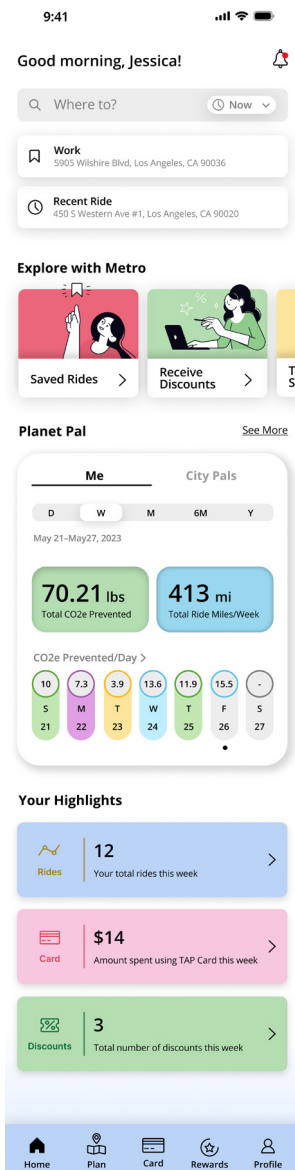 9:41
Good morning, Jessica!
Where to?
Now
Work
5905 Wilshire Blvd, Los Angeles, CA 90036
Recent Ride
450 S Western Ave #1, Los Angeles, CA 90020
Explore with Metro
Saved Rides
Receive
Discounts
T
S
Planet Pal
See More
Me
City Pals
D W M 6M Y
May 21–May27, 2023
70.21 lbs
Total CO2e Prevented
413 mi
Total Ride Miles/Week
CO2e Prevented/Day >
10 7.3 3.9 13.6 11.9 15.5 -
S M T W T F S
21 22 23 24 25 26 27
Your Highlights
Rides
12
Your total rides this week
Card
$14
Amount spent using TAP Card this week
Discounts
3
Total number of discounts this week
Home Plan Card Rewards Profile